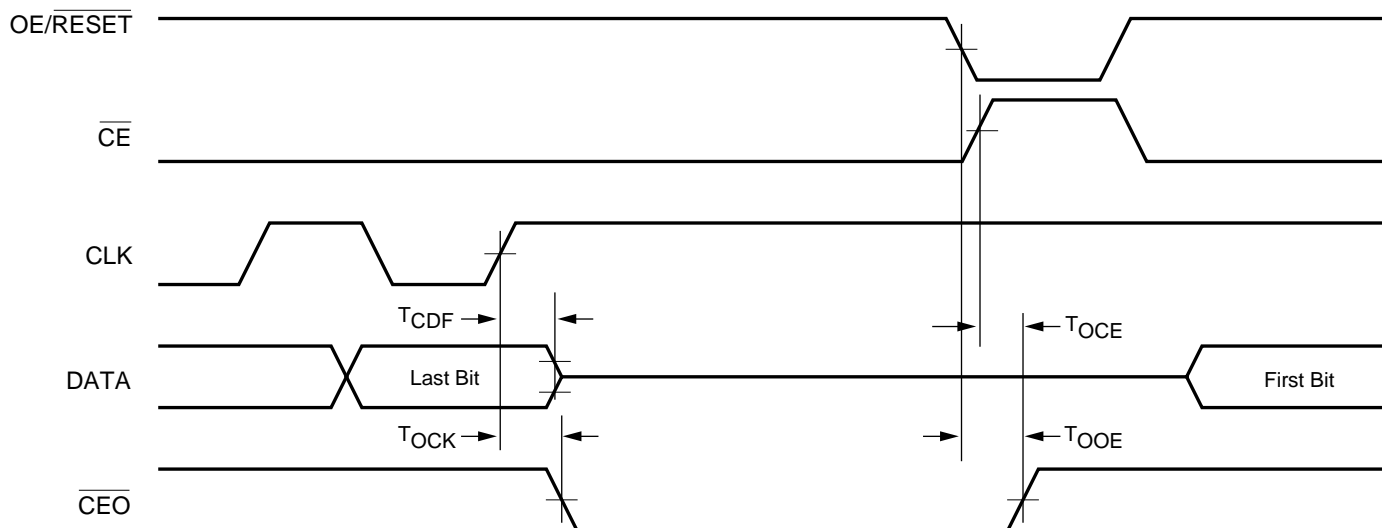 OE/RESET
CE
CLK
TCDF
TOCE
DATA
Last Bit
First Bit
TOCK
TOOE
CEO